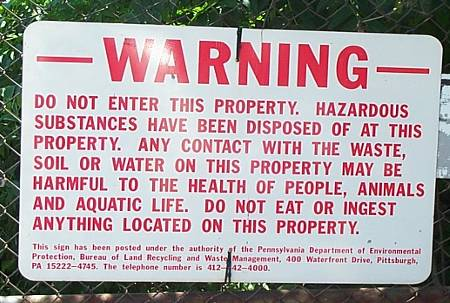 WARNING
DO NOT ENTER THIS PROPERTY. HAZARDOUS
SUBSTANCES HAVE BEEN DISPOSED OF AT THIS
PROPERTY. ANY CONTACT WITH THE WASTE,
SOIL OR WATER ON THIS PROPERTY MAY BE
HARMFUL TO THE HEALTH OF PEOPLE, ANIMALS
AND AQUATIC LIFE. DO NOT EAT OR INGEST
ANYTHING LOCATED ON THIS PROPERTY.
This sign has been posted under the authority of the Pennsylvania Department of Environmental
Protection, Bureau of Land Recycling and Waste Management, 400 Waterfront Drive, Pittsburgh,
PA 15222-4745. The telephone number is